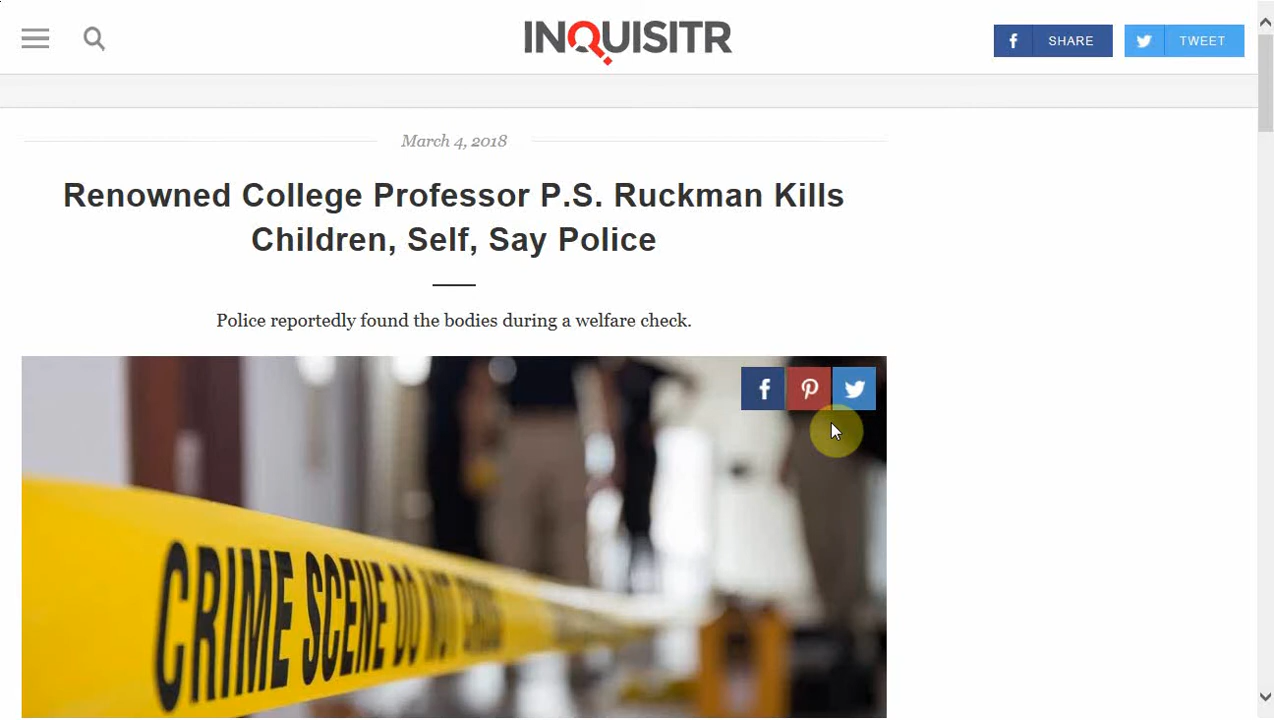 INQUISITR
SHARE
TWEET
March 4, 2018
Renowned College Professor P.S. Ruckman Kills
Children, Self, Say Police
Police reportedly found the bodies during a welfare check.
CRIME SCENE DO NOT CROSS